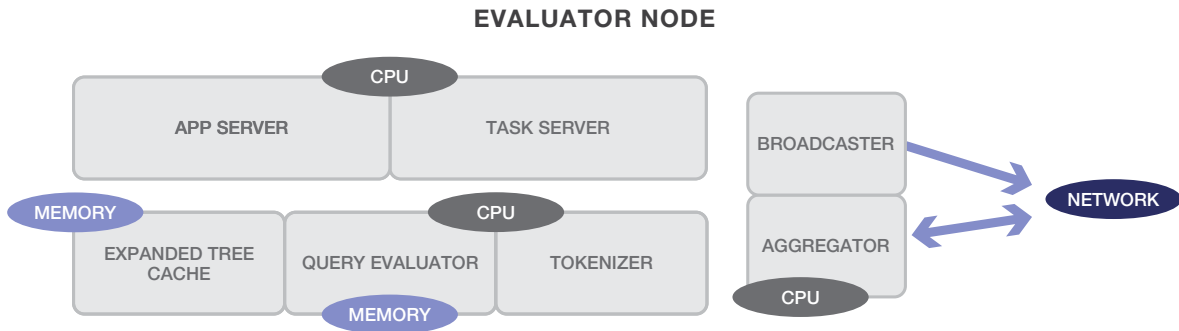 EVALUATOR NODE
CPU
APP SERVER
TASK SERVER
BROADCASTER
NETWORK
MEMORY
CPU
EXPANDED TREE
CACHE
QUERY EVALUATOR
TOKENIZER
AGGREGATOR
MEMORY
CPU